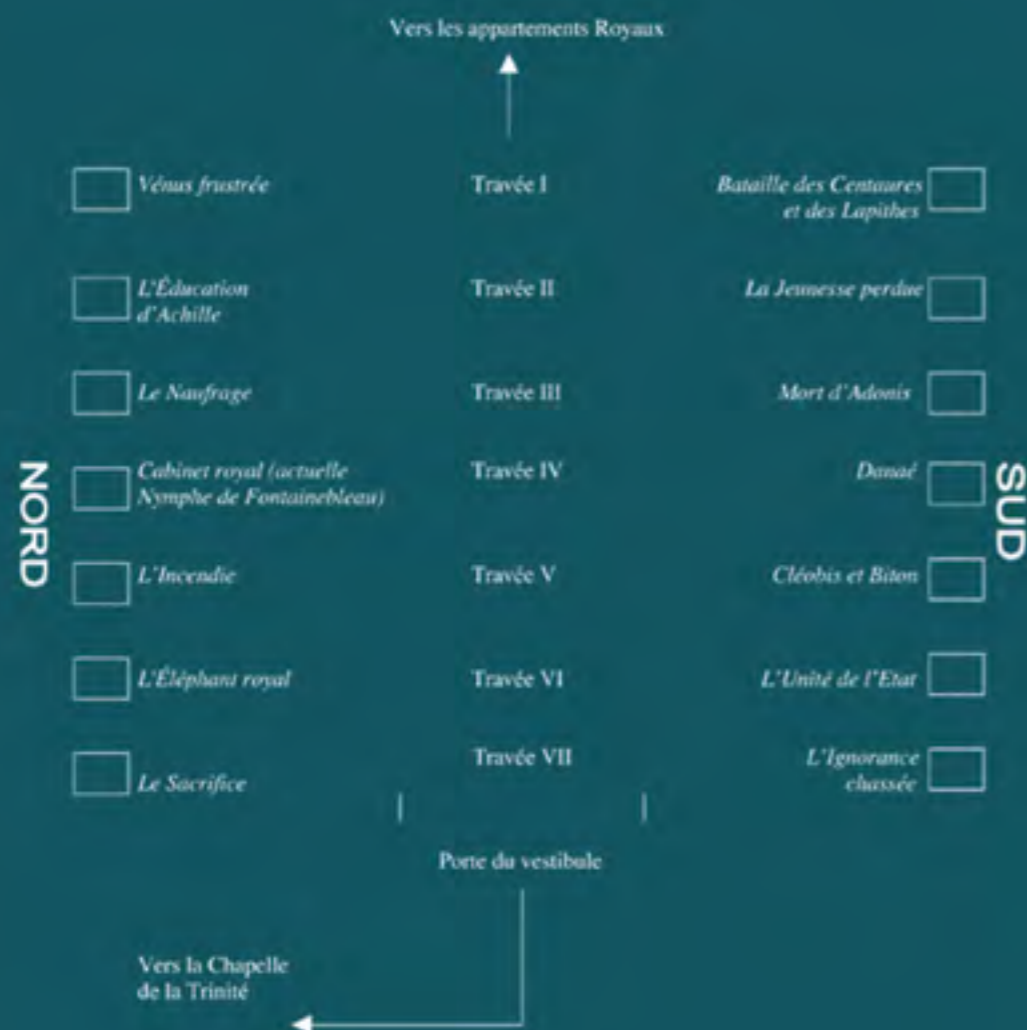 Vers les appartements Royaux
Vénus frustrée
Travée I
Bataille des Centaures
et des Lapithes
L'Éducation
d'Achille
Travée II
La Jeunesse perdue
Le Naufrage
Travée III
Mort d'Adonis
NORD
Cabinet royal (actuelle
Nymphe de Fontainebleau)
Travée IV
Danaé
SUD
L'Incendie
Travée V
Cléobis et Biton
L'Éléphant royal
Travée VI
L'Unité de l'Etat
Le Sacrifice
Travée VII
L'Ignorance
chassée
Porte du vestibule
Vers la Chapelle
de la Trinité